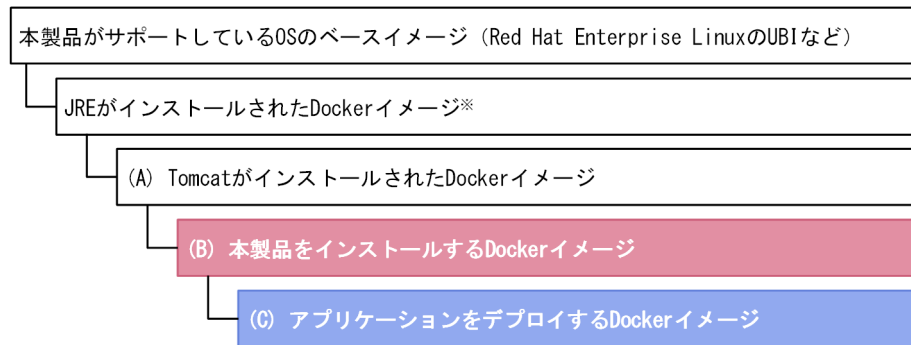 本製品がサポートしているOSのベースイメージ（Red Hat Enterprise LinuxのUBIなど）
JREがインストールされたDockerイメージ※
(A) TomcatがインストールされたDockerイメージ
(B) 本製品をインストールするDockerイメージ
(C) アプリケーションをデプロイするDockerイメージ